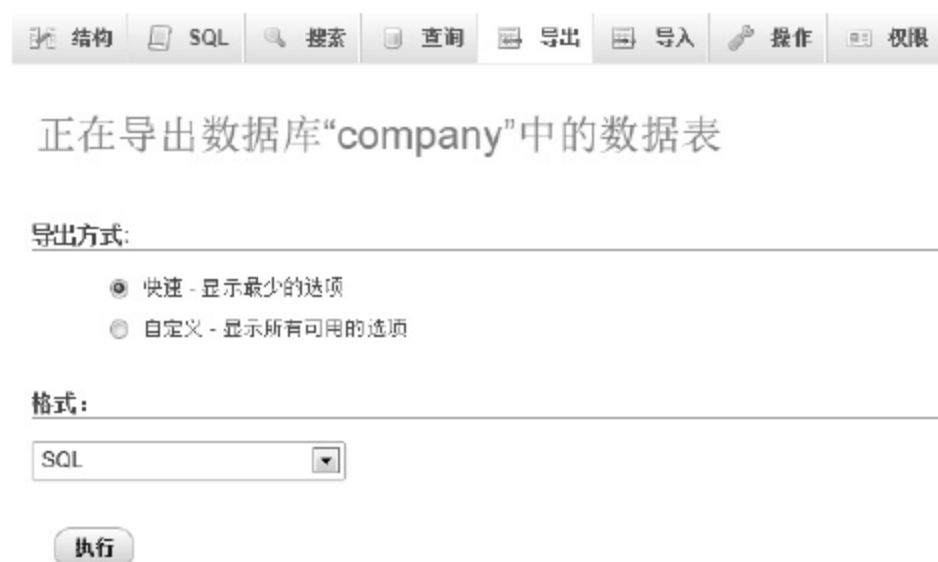 结构 SQL 搜索 查询 导出 导入 操作 权限
正在导出数据库“company”中的数据表
导出方式:
快速 - 显示最少的选项
自定义 - 显示所有可用的选项
格式：
SQL
执行